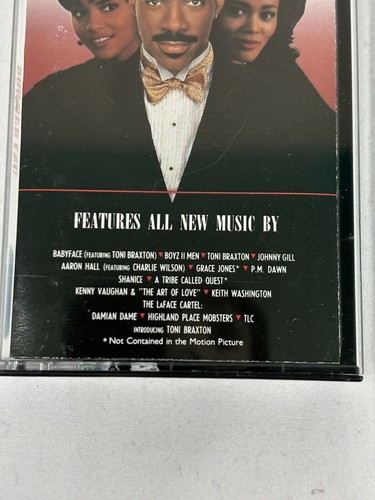 FEATURES ALL NEW MUSIC BY
BABYFACE (FEATURING TONI BRAXTON) ▼ BOYZ II MEN ▼ TONI BRAXTON ▼ JOHNNY GILL
AARON HALL (FEATURING CHARLIE WILSON) ▼ GRACE JONES* ▼ P.M. DAWN
SHANICE ▼ A TRIBE CALLED QUEST*
KENNY VAUGHAN & "THE ART OF LOVE" ▼ KEITH WASHINGTON
THE LaFACE CARTEL:
DAMIAN DAME ▼ HIGHLAND PLACE MOBSTERS ▼ TLC
INTRODUCING TONI BRAXTON
* Not Contained in the Motion Picture